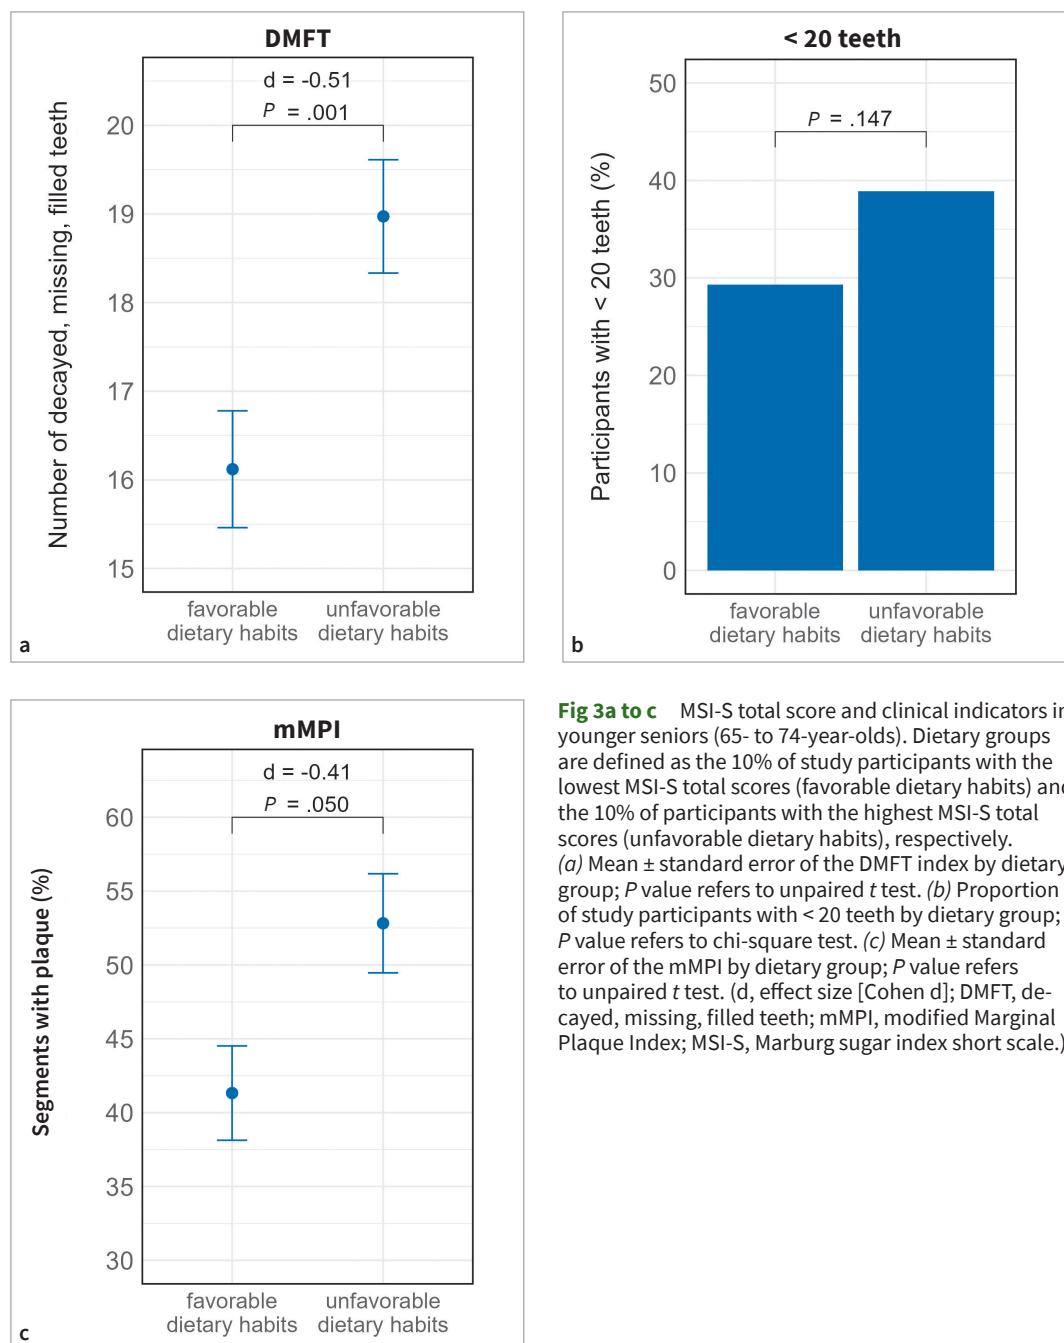 DMFT
d = -0.51
P = .001
Number of decayed, missing, filled teeth
20
19
18
17
16
15
favorable dietary habits
unfavorable dietary habits
a
< 20 teeth
P = .147
Participants with < 20 teeth (%)
50
40
30
20
10
0
favorable dietary habits
unfavorable dietary habits
b
mMPI
d = -0.41
P = .050
Segments with plaque (%)
60
55
50
45
40
35
30
favorable dietary habits
unfavorable dietary habits
c
Fig 3a to c MSI-S total score and clinical indicators in
younger seniors (65- to 74-year-olds). Dietary groups
are defined as the 10% of study participants with the
lowest MSI-S total scores (favorable dietary habits) and
the 10% of participants with the highest MSI-S total
scores (unfavorable dietary habits), respectively.
(a) Mean ± standard error of the DMFT index by dietary
group; P value refers to unpaired t test. (b) Proportion
of study participants with < 20 teeth by dietary group;
P value refers to chi-square test. (c) Mean ± standard
error of the mMPI by dietary group; P value refers
to unpaired t test. (d, effect size [Cohen d]; DMFT, de-
cayed, missing, filled teeth; mMPI, modified Marginal
Plaque Index; MSI-S, Marburg sugar index short scale.)